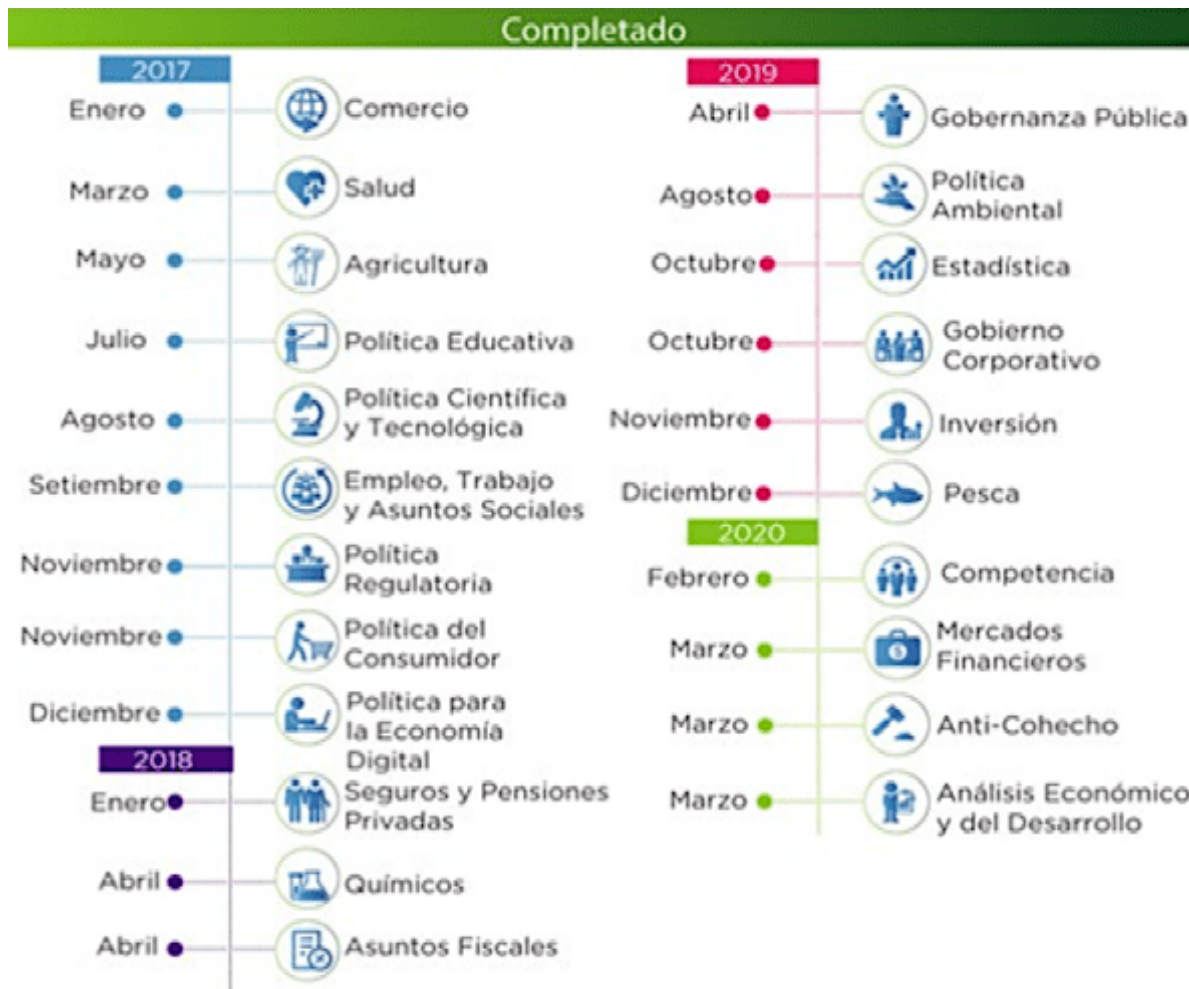 Completado
2017
Enero
Comercio
Marzo
Salud
Mayo
Agricultura
Julio
Política Educativa
Agosto
Política Científica
y Tecnológica
Setiembre
Empleo, Trabajo
y Asuntos Sociales
Noviembre
Política
Regulatoria
Noviembre
Política del
Consumidor
Diciembre
Política para
la Economía
Digital
2018
Enero
Seguros y Pensiones
Privadas
Abril
Químicos
Abril
Asuntos Fiscales
2019
Abril
Gobernanza Pública
Agosto
Política
Ambiental
Octubre
Estadística
Octubre
Gobierno
Corporativo
Noviembre
Inversión
Diciembre
Pesca
2020
Febrero
Competencia
Marzo
Mercados
Financieros
Marzo
Anti-Cohecho
Marzo
Análisis Económico
y del Desarrollo